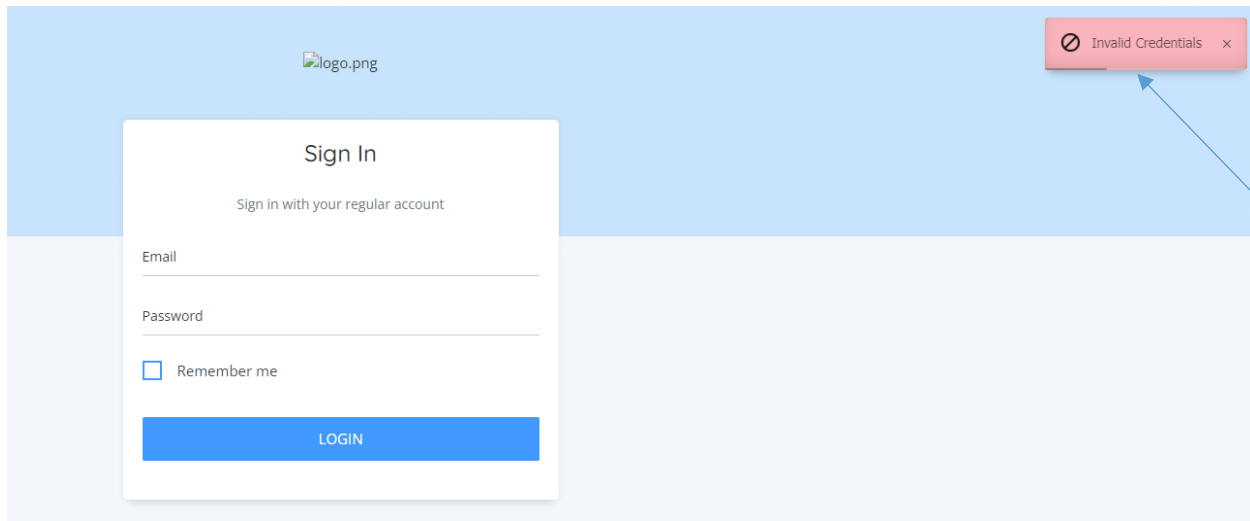 logo.png
Invalid Credentials ×
Sign In
Sign in with your regular account
Email
Password
Remember me
LOGIN